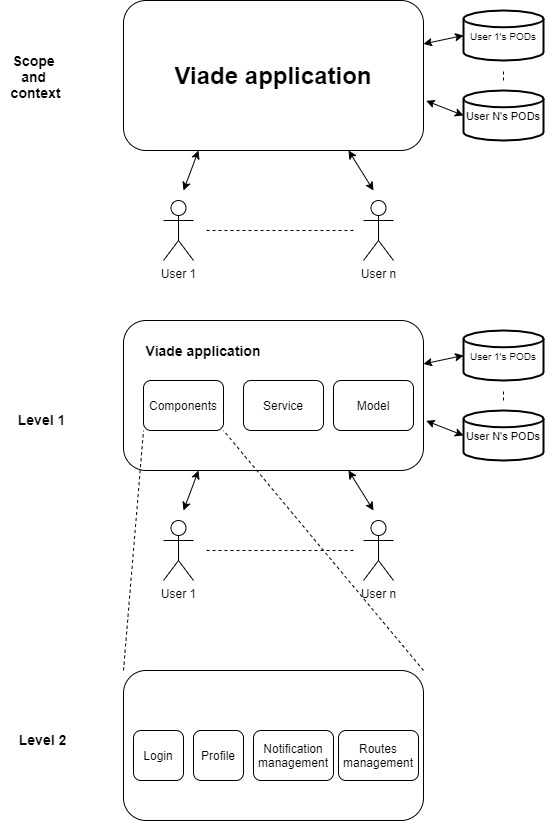 Scope
and
context
Viade application
User 1's PODs
User N's PODs
User 1
User n
Level 1
Viade application
Components
Service
Model
User 1's PODs
User N's PODs
User 1
User n
Level 2
Login
Profile
Notification
management
Routes
management